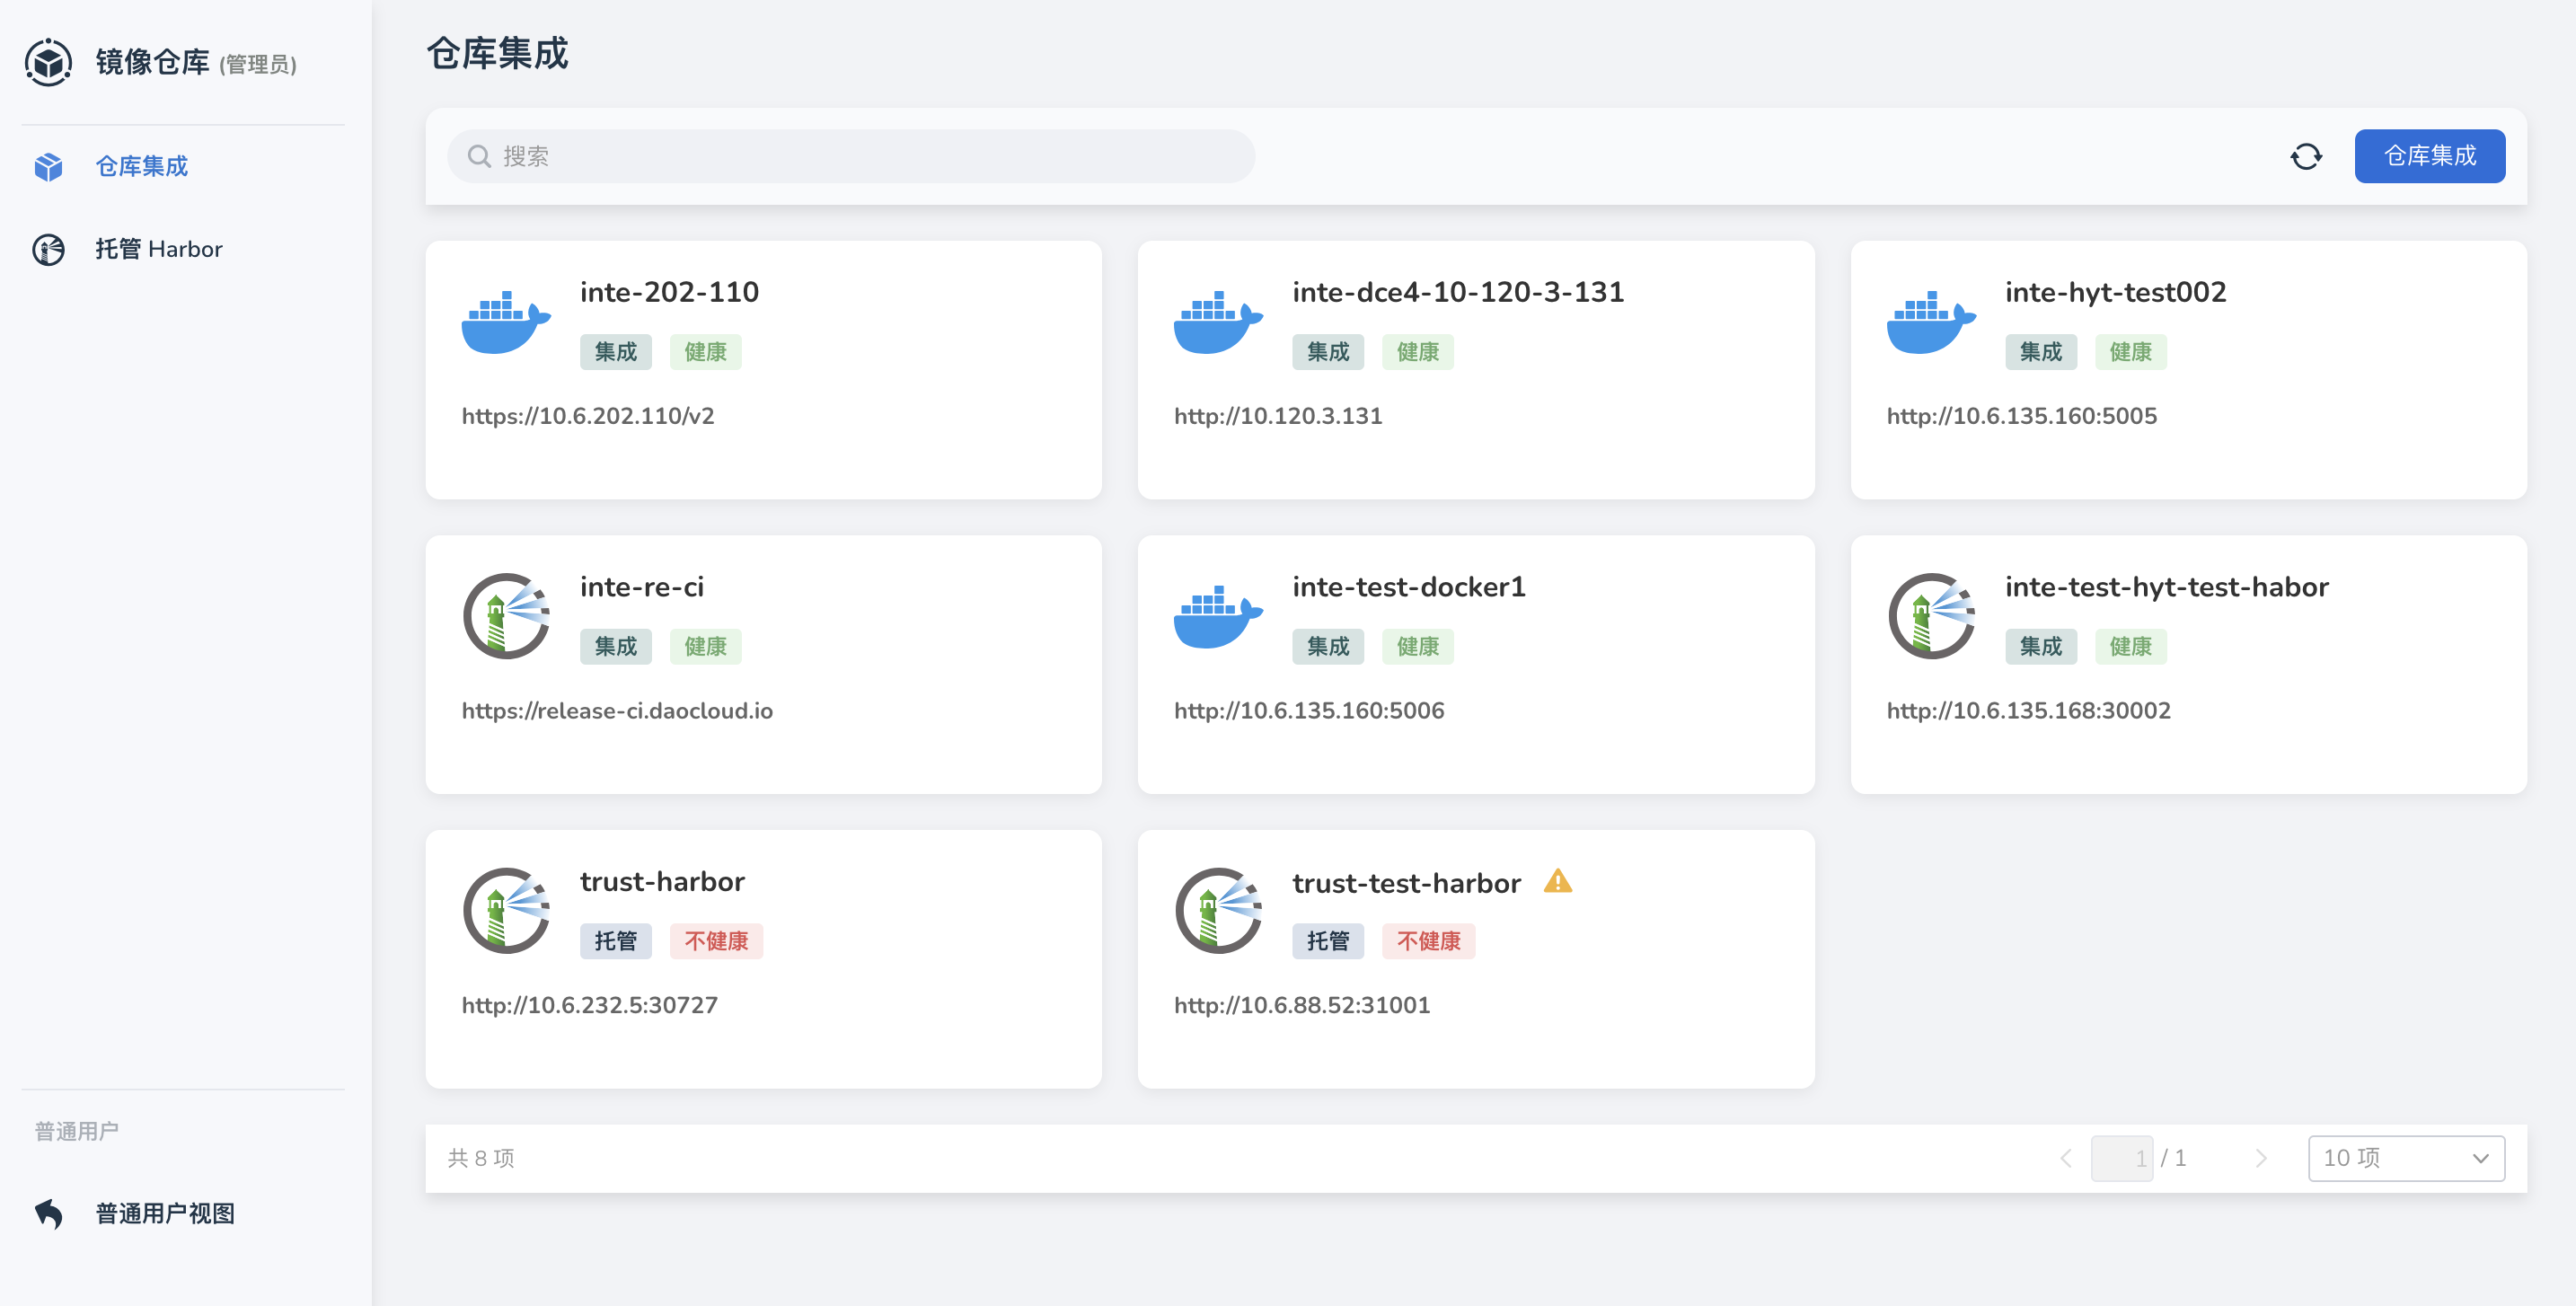 镜像仓库 (管理员)
仓库集成
托管 Harbor
普通用户
普通用户视图
仓库集成
搜索
仓库集成
inte-202-110
集成 健康
https://10.6.202.110/v2
inte-dce4-10-120-3-131
集成 健康
http://10.120.3.131
inte-hyt-test002
集成 健康
http://10.6.135.160:5005
inte-re-ci
集成 健康
https://release-ci.daocloud.io
inte-test-docker1
集成 健康
http://10.6.135.160:5006
inte-test-hyt-test-habor
集成 健康
http://10.6.135.168:30002
trust-harbor
托管 不健康
http://10.6.232.5:30727
trust-test-harbor
托管 不健康
http://10.6.88.52:31001
共 8 项
1 / 1
10 项